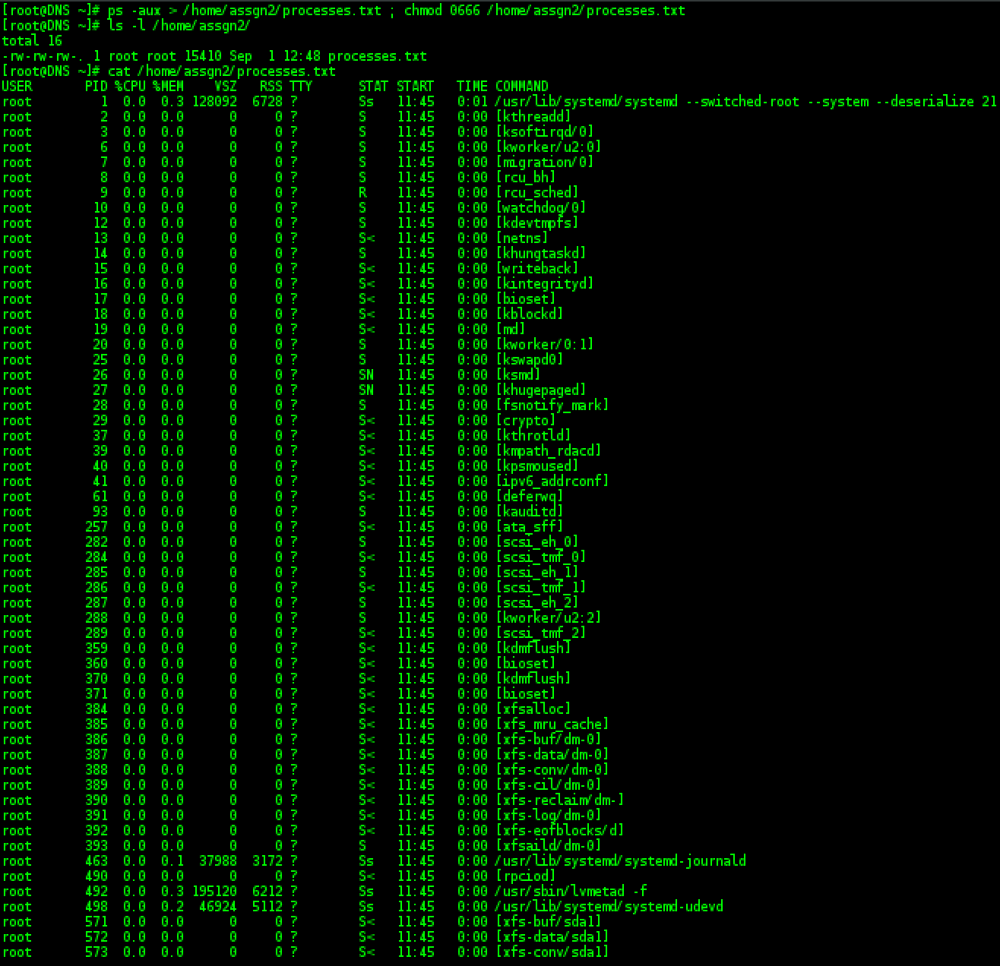 [root@DNS ~]# ps -aux > /home/assgn2/processes.txt ; chmod 0666 /home/assgn2/processes.txt
[root@DNS ~]# ls -l /home/assgn2/
total 16
-rw-rw-rw-. 1 root root 15410 Sep  1 12:48 processes.txt
[root@DNS ~]# cat /home/assgn2/processes.txt
USER       PID %CPU %MEM    VSZ   RSS TTY      STAT START   TIME COMMAND
root         1  0.0  0.3 128092  6728 ?        Ss   11:45   0:01 /usr/lib/systemd/systemd --switched-root --system --deserialize 21
root         2  0.0  0.0      0     0 ?        S    11:45   0:00 [kthreadd]
root         3  0.0  0.0      0     0 ?        S    11:45   0:00 [ksoftirqd/0]
root         6  0.0  0.0      0     0 ?        S    11:45   0:00 [kworker/u2:0]
root         7  0.0  0.0      0     0 ?        S    11:45   0:00 [migration/0]
root         8  0.0  0.0      0     0 ?        S    11:45   0:00 [rcu_bh]
root         9  0.0  0.0      0     0 ?        R    11:45   0:00 [rcu_sched]
root        10  0.0  0.0      0     0 ?        S    11:45   0:00 [watchdog/0]
root        12  0.0  0.0      0     0 ?        S    11:45   0:00 [kdevtmpfs]
root        13  0.0  0.0      0     0 ?        S<   11:45   0:00 [netns]
root        14  0.0  0.0      0     0 ?        S    11:45   0:00 [khungtaskd]
root        15  0.0  0.0      0     0 ?        S<   11:45   0:00 [writeback]
root        16  0.0  0.0      0     0 ?        S<   11:45   0:00 [kintegrityd]
root        17  0.0  0.0      0     0 ?        S<   11:45   0:00 [bioset]
root        18  0.0  0.0      0     0 ?        S<   11:45   0:00 [kblockd]
root        19  0.0  0.0      0     0 ?        S<   11:45   0:00 [md]
root        20  0.0  0.0      0     0 ?        S    11:45   0:00 [kworker/0:1]
root        25  0.0  0.0      0     0 ?        S    11:45   0:00 [kswapd0]
root        26  0.0  0.0      0     0 ?        SN   11:45   0:00 [ksmd]
root        27  0.0  0.0      0     0 ?        SN   11:45   0:00 [khugepaged]
root        28  0.0  0.0      0     0 ?        S    11:45   0:00 [fsnotify_mark]
root        29  0.0  0.0      0     0 ?        S<   11:45   0:00 [crypto]
root        37  0.0  0.0      0     0 ?        S<   11:45   0:00 [kthrotld]
root        39  0.0  0.0      0     0 ?        S<   11:45   0:00 [kmpath_rdacd]
root        40  0.0  0.0      0     0 ?        S<   11:45   0:00 [kpsmoused]
root        41  0.0  0.0      0     0 ?        S<   11:45   0:00 [ipv6_addrconf]
root        61  0.0  0.0      0     0 ?        S<   11:45   0:00 [deferwq]
root        93  0.0  0.0      0     0 ?        S    11:45   0:00 [kauditd]
root       257  0.0  0.0      0     0 ?        S<   11:45   0:00 [ata_sff]
root       282  0.0  0.0      0     0 ?        S    11:45   0:00 [scsi_eh_0]
root       284  0.0  0.0      0     0 ?        S<   11:45   0:00 [scsi_tmf_0]
root       285  0.0  0.0      0     0 ?        S    11:45   0:00 [scsi_eh_1]
root       286  0.0  0.0      0     0 ?        S<   11:45   0:00 [scsi_tmf_1]
root       287  0.0  0.0      0     0 ?        S    11:45   0:00 [scsi_eh_2]
root       288  0.0  0.0      0     0 ?        S    11:45   0:00 [kworker/u2:2]
root       289  0.0  0.0      0     0 ?        S<   11:45   0:00 [scsi_tmf_2]
root       359  0.0  0.0      0     0 ?        S<   11:45   0:00 [kdmflush]
root       360  0.0  0.0      0     0 ?        S<   11:45   0:00 [bioset]
root       370  0.0  0.0      0     0 ?        S<   11:45   0:00 [kdmflush]
root       371  0.0  0.0      0     0 ?        S<   11:45   0:00 [bioset]
root       384  0.0  0.0      0     0 ?        S<   11:45   0:00 [xfsalloc]
root       385  0.0  0.0      0     0 ?        S<   11:45   0:00 [xfs_mru_cache]
root       386  0.0  0.0      0     0 ?        S<   11:45   0:00 [xfs-buf/dm-0]
root       387  0.0  0.0      0     0 ?        S<   11:45   0:00 [xfs-data/dm-0]
root       388  0.0  0.0      0     0 ?        S<   11:45   0:00 [xfs-conv/dm-0]
root       389  0.0  0.0      0     0 ?        S<   11:45   0:00 [xfs-cil/dm-0]
root       390  0.0  0.0      0     0 ?        S<   11:45   0:00 [xfs-reclaim/dm-]
root       391  0.0  0.0      0     0 ?        S<   11:45   0:00 [xfs-log/dm-0]
root       392  0.0  0.0      0     0 ?        S<   11:45   0:00 [xfs-eofblocks/d]
root       393  0.0  0.0      0     0 ?        S    11:45   0:00 [xfsaild/dm-0]
root       463  0.0  0.1  37988  3172 ?        Ss   11:45   0:00 /usr/lib/systemd/systemd-journald
root       490  0.0  0.0      0     0 ?        S<   11:45   0:00 [rpciod]
root       492  0.0  0.3 195120  6212 ?        Ss   11:45   0:00 /usr/sbin/lvmetad -f
root       498  0.0  0.2  46924  5112 ?        Ss   11:45   0:00 /usr/lib/systemd/systemd-udevd
root       571  0.0  0.0      0     0 ?        S<   11:45   0:00 [xfs-buf/sda1]
root       572  0.0  0.0      0     0 ?        S<   11:45   0:00 [xfs-data/sda1]
root       573  0.0  0.0      0     0 ?        S<   11:45   0:00 [xfs-conv/sda1]